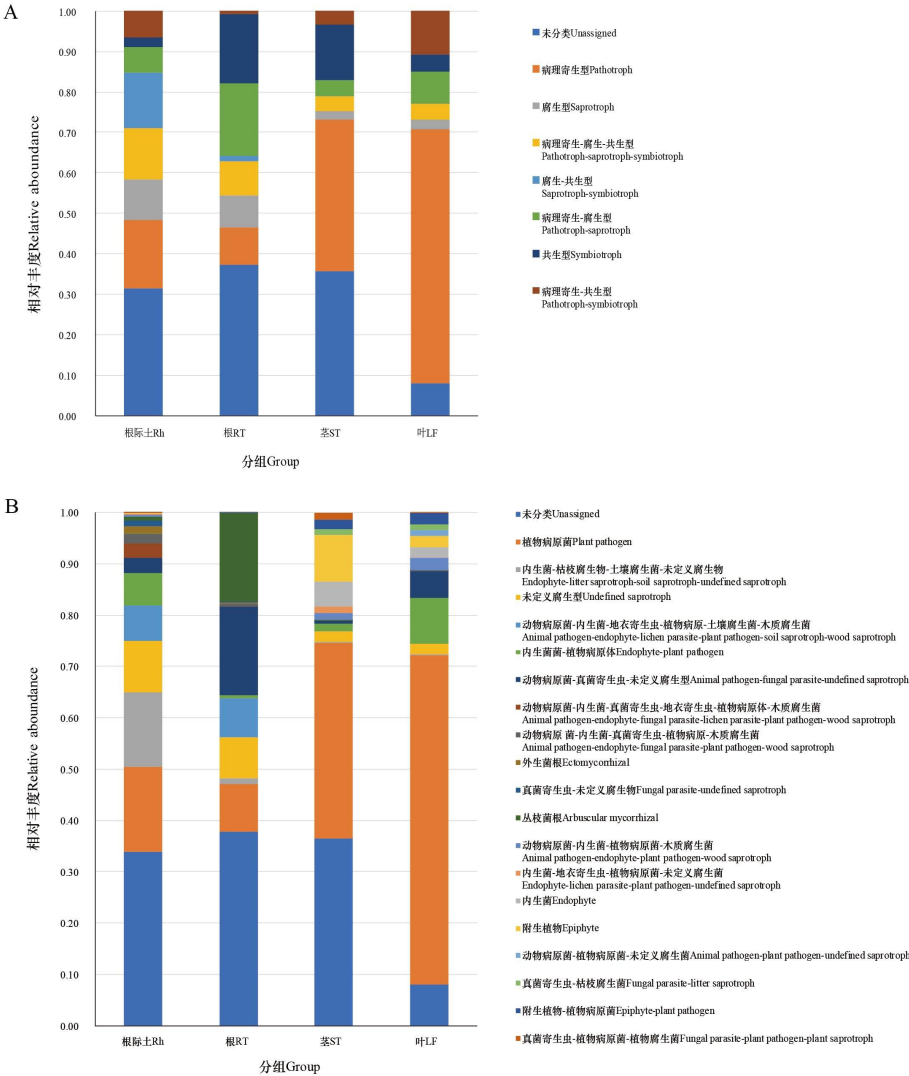 A
相对丰度Relative aboundance
1.00
0.90
0.80
0.70
0.60
0.50
0.40
0.30
0.20
0.10
0.00
根际土Rh
根RT
茎ST
叶LF
分组Group
未分类Unassigned
病理寄生型Pathotroph
腐生型Saprotroph
病理寄生-腐生-共生型
Pathotroph-saprotroph-symbiotroph
腐生-共生型
Saprotroph-symbiotroph
病理寄生-腐生型
Pathotroph-saprotroph
共生型Symbiotroph
病理寄生-共生型
Pathotroph-symbiotroph
B
相对丰度Relative aboundance
1.00
0.90
0.80
0.70
0.60
0.50
0.40
0.30
0.20
0.10
0.00
根际土Rh
根RT
茎ST
叶LF
分组Group
未分类Unassigned
植物病原菌Plant pathogen
内生菌-枯枝腐生物-土壤腐生菌-未定义腐生物
Endophyte-litter saprotroph-soil saprotroph-undefined saprotroph
未定义腐生型Undefined saprotroph
动物病原菌-内生菌-地衣寄生虫-植物病原-土壤腐生菌-木质腐生菌
Animal pathogen-endophyte-lichen parasite-plant pathogen-soil saprotroph-wood saprotroph
内生菌菌-植物病原体Endophyte-plant pathogen
动物病原菌-真菌寄生虫-未定义腐生型Animal pathogen-fungal parasite-undefined saprotroph
动物病原菌-内生菌-真菌寄生虫-地衣寄生虫-植物病原体-木质腐生菌
Animal pathogen-endophyte-fungal parasite-lichen parasite-plant pathogen-wood saprotroph
动物病原 菌-内生菌-真菌寄生虫-植物病原-木质腐生菌
Animal pathogen-endophyte-fungal parasite-plant pathogen-wood saprotroph
外生菌根Ectomycorrhizal
真菌寄生虫-未定义腐生物Fungal parasite-undefined saprotroph
丛枝菌根Arbuscular mycorrhizal
动物病原菌-内生菌-植物病原菌-木质腐生菌
Animal pathogen-endophyte-plant pathogen-wood saprotroph
内生菌-地衣寄生虫-植物病原菌-未定义腐生菌
Endophyte-lichen parasite-plant pathogen-undefined saprotroph
内生菌Endophyte
附生植物Epiphyte
动物病原菌-植物病原菌-未定义腐生菌Animal pathogen-plant pathogen-undefined saprotroph
真菌寄生虫-枯枝腐生菌Fungal parasite-litter saprotroph
附生植物-植物病原菌Epiphyte-plant pathogen
真菌寄生虫-植物病原菌-植物腐生菌Fungal parasite-plant pathogen-plant saprotroph